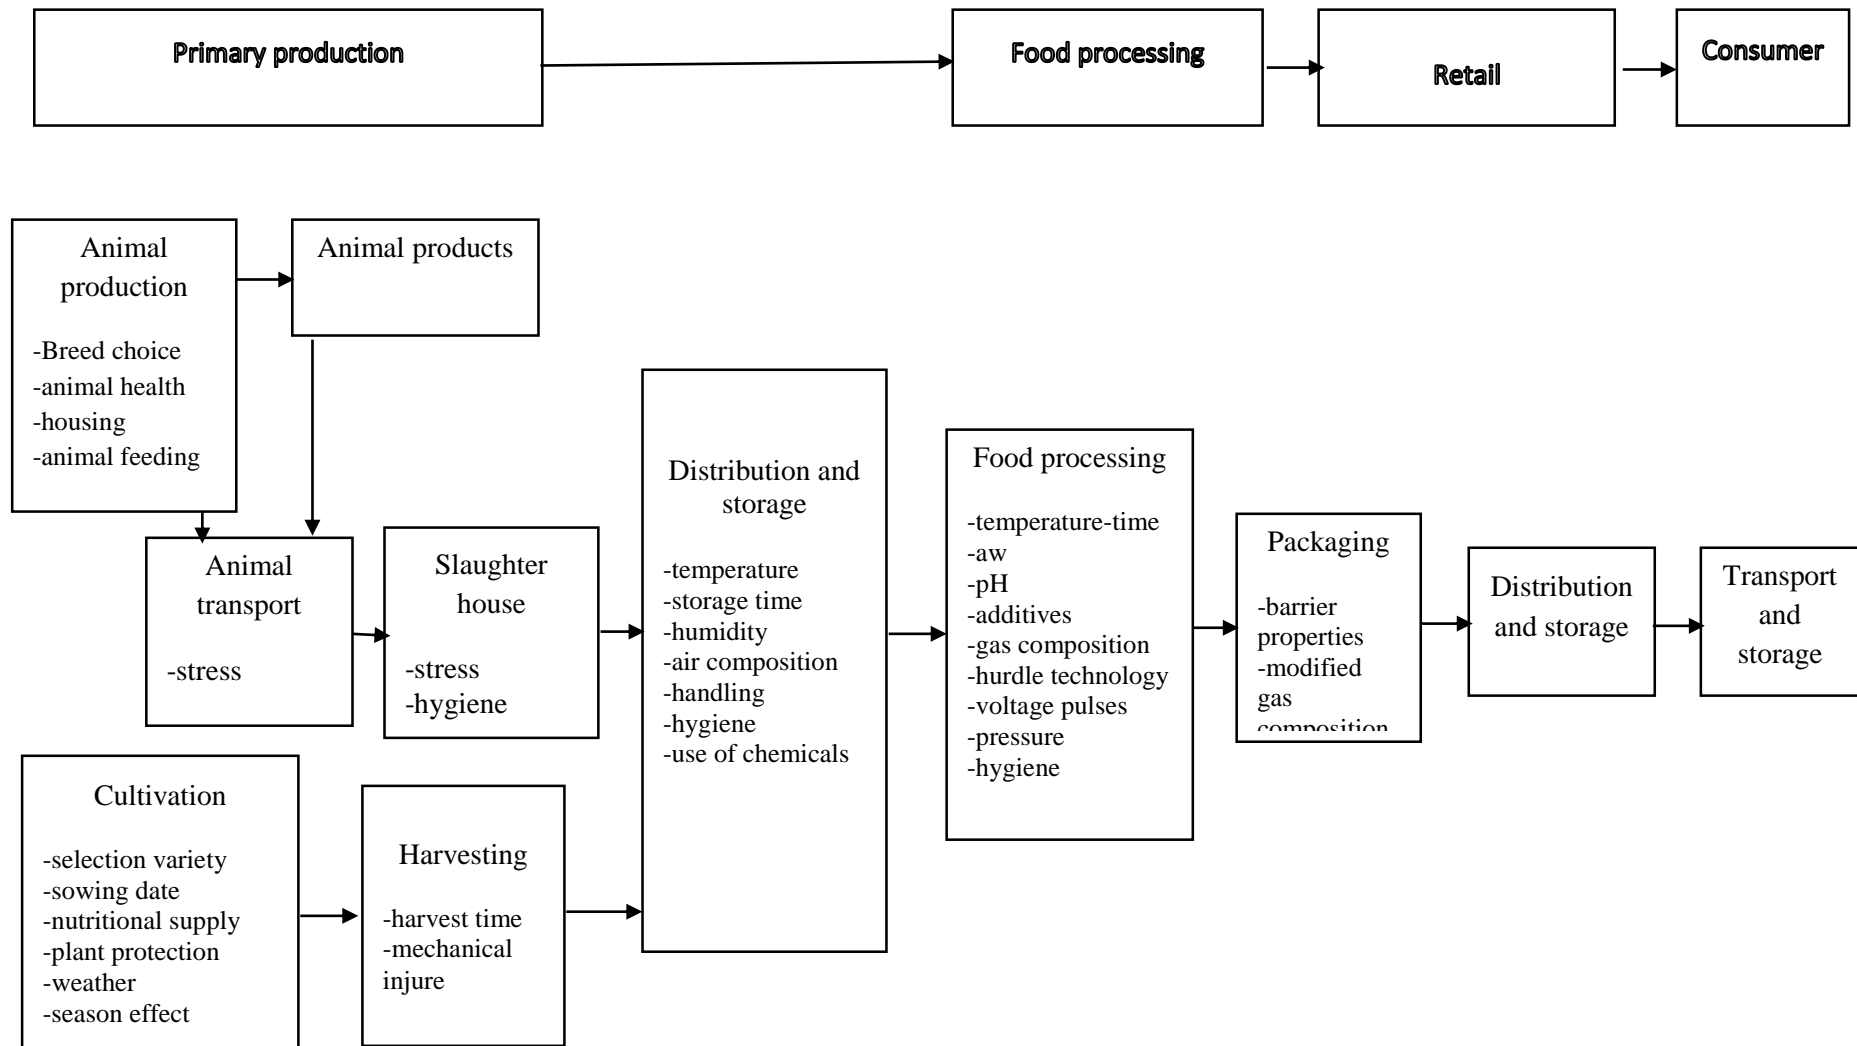 Primary production
Food processing
Retail
Consumer
Animal
production
-Breed choice
-animal health
-housing
-animal feeding
Animal products
Animal
transport
-stress
Slaughter
house
-stress
-hygiene
Distribution and
storage
-temperature
-storage time
-humidity
-air composition
-handling
-hygiene
-use of chemicals
Food processing
-temperature-time
-aw
-pH
-additives
-gas composition
-hurdle technology
-voltage pulses
-pressure
-hygiene
Packaging
-barrier
properties
-modified
gas
composition
Distribution
and storage
Transport
and
storage
Cultivation
-selection variety
-sowing date
-nutritional supply
-plant protection
-weather
-season effect
Harvesting
-harvest time
-mechanical
injure